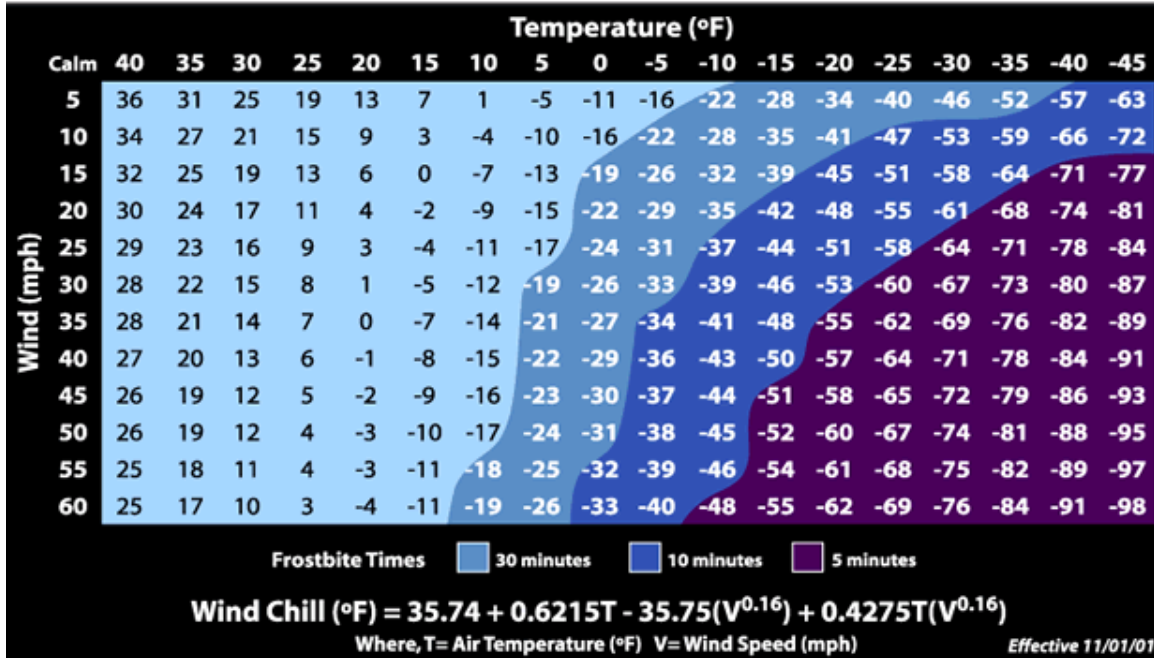 Temperature (ºF)
Calm 40 35 30 25 20 15 10 5 0 -5 -10 -15 -20 -25 -30 -35 -40 -45
Wind (mph)
5 36 31 25 19 13 7 1 -5 -11 -16 -22 -28 -34 -40 -46 -52 -57 -63
10 34 27 21 15 9 3 -4 -10 -16 -22 -28 -35 -41 -47 -53 -59 -66 -72
15 32 25 19 13 6 0 -7 -13 -19 -26 -32 -39 -45 -51 -58 -64 -71 -77
20 30 24 17 11 4 -2 -9 -15 -22 -29 -35 -42 -48 -55 -61 -68 -74 -81
25 29 23 16 9 3 -4 -11 -17 -24 -31 -37 -44 -51 -58 -64 -71 -78 -84
30 28 22 15 8 1 -5 -12 -19 -26 -33 -39 -46 -53 -60 -67 -73 -80 -87
35 28 21 14 7 0 -7 -14 -21 -27 -34 -41 -48 -55 -62 -69 -76 -82 -89
40 27 20 13 6 -1 -8 -15 -22 -29 -36 -43 -50 -57 -64 -71 -78 -84 -91
45 26 19 12 5 -2 -9 -16 -23 -30 -37 -44 -51 -58 -65 -72 -79 -86 -93
50 26 19 12 4 -3 -10 -17 -24 -31 -38 -45 -52 -60 -67 -74 -81 -88 -95
55 25 18 11 4 -3 -11 -18 -25 -32 -39 -46 -54 -61 -68 -75 -82 -89 -97
60 25 17 10 3 -4 -11 -19 -26 -33 -40 -48 -55 -62 -69 -76 -84 -91 -98
Frostbite Times 30 minutes 10 minutes 5 minutes
Wind Chill (ºF) = 35.74 + 0.6215T - 35.75(V^0.16) + 0.4275T(V^0.16)
Where, T= Air Temperature (ºF) V= Wind Speed (mph) Effective 11/01/01